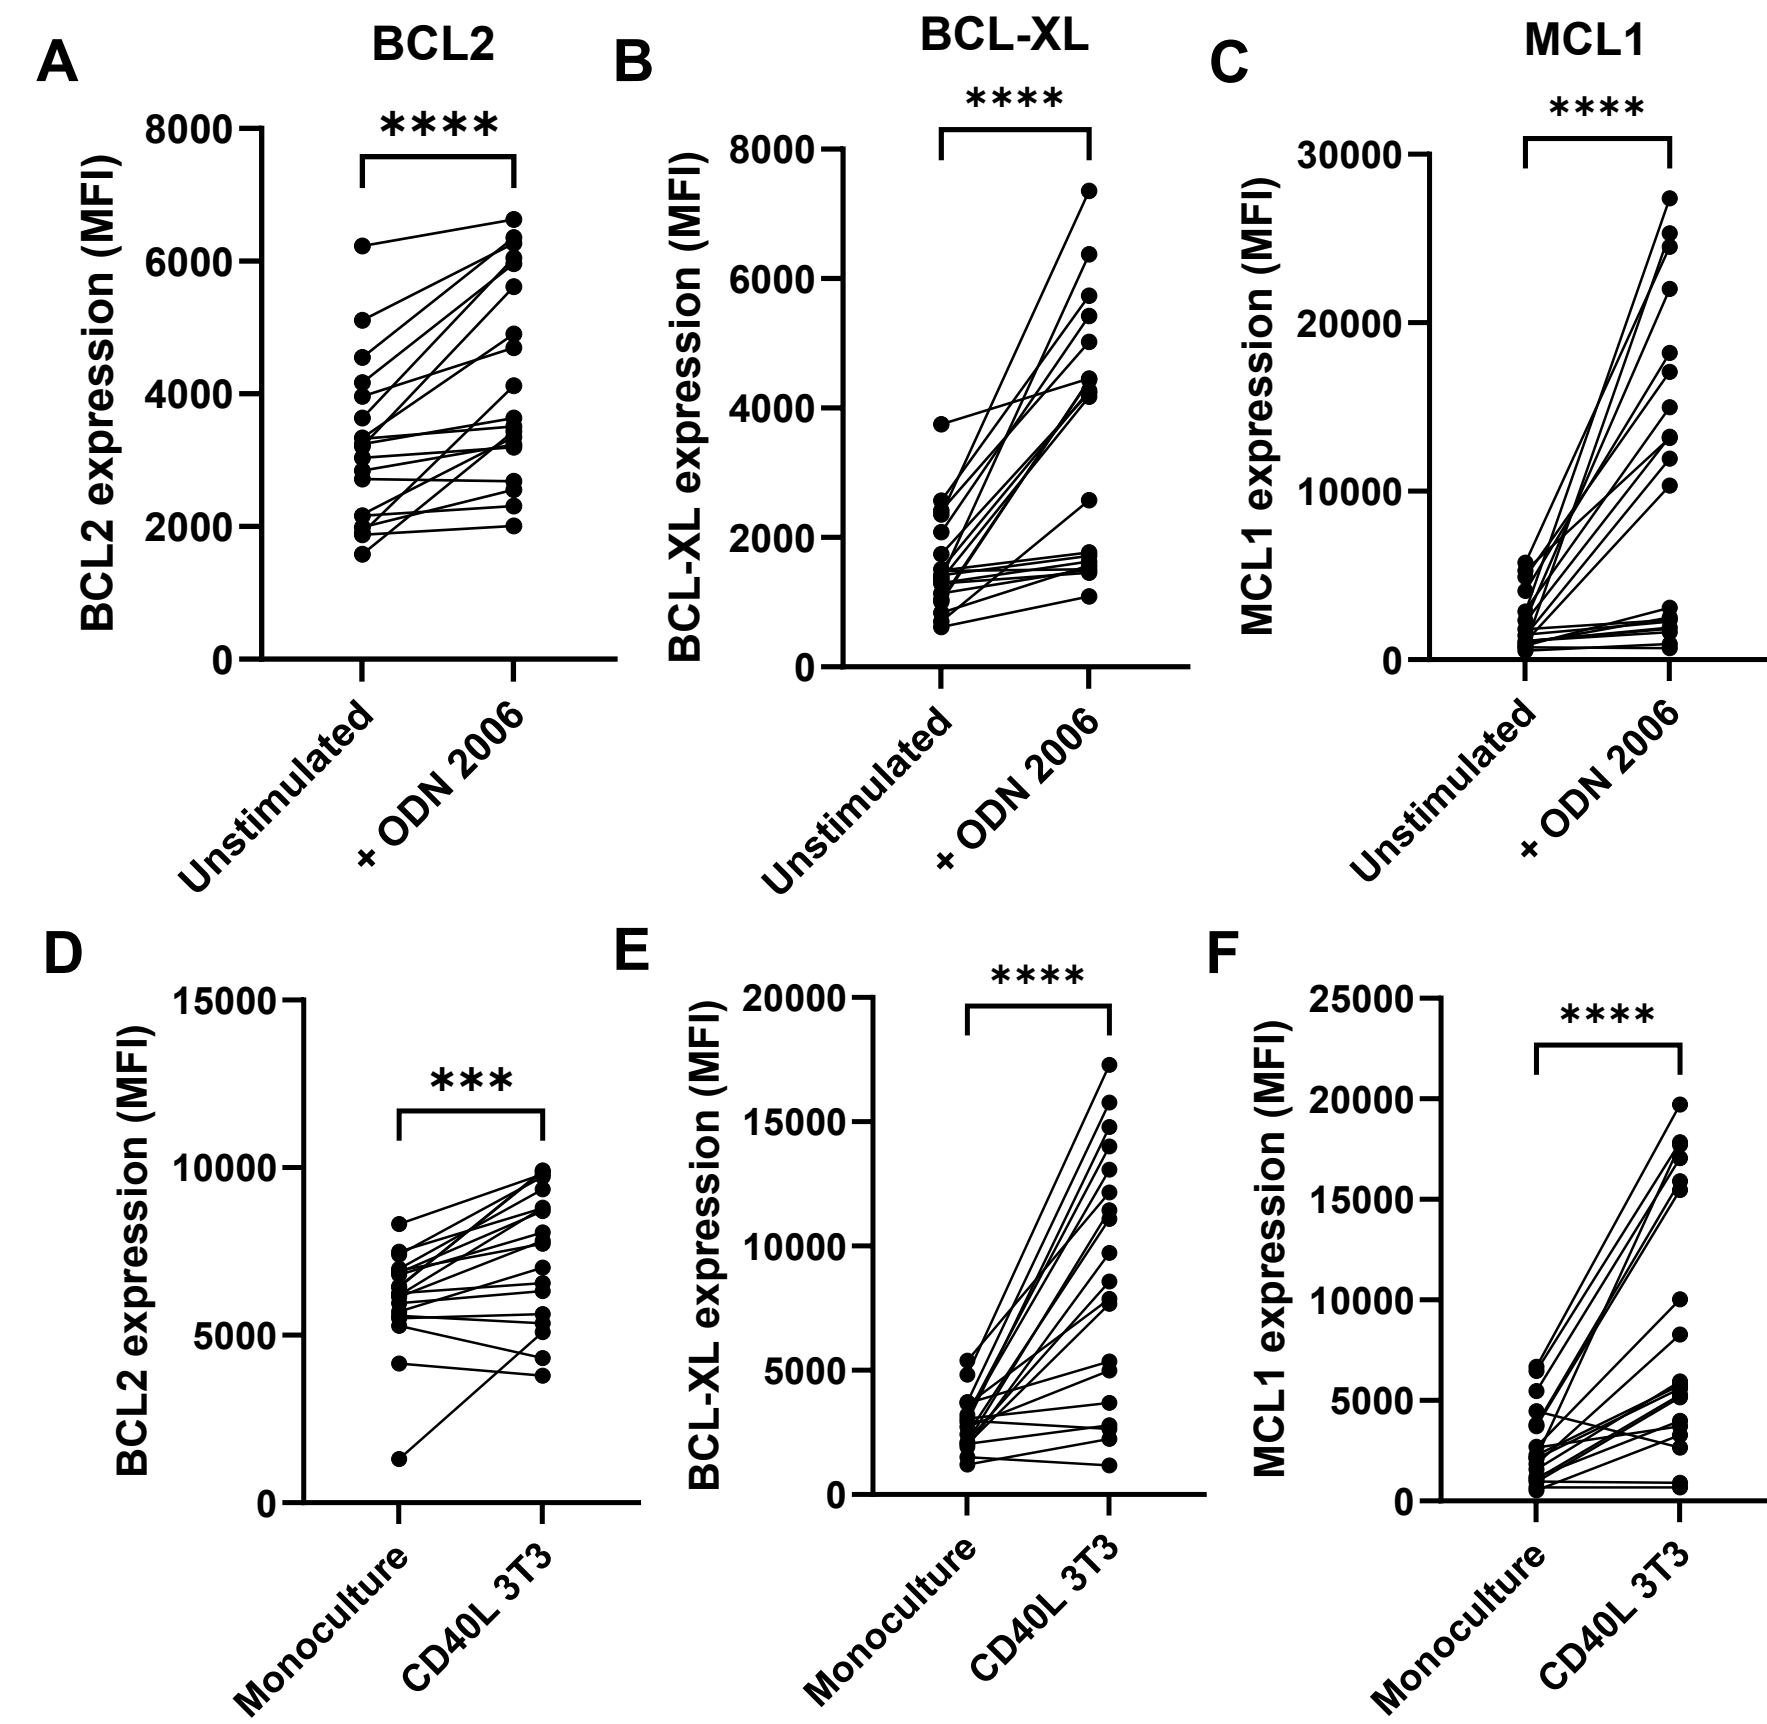 A
BCL2
****
BCL2 expression (MFI)
8000
6000
4000
2000
0
Unstimulated
+ ODN 2006
B
BCL-XL
****
BCL-XL expression (MFI)
8000
6000
4000
2000
0
Unstimulated
+ ODN 2006
C
MCL1
****
MCL1 expression (MFI)
30000
20000
10000
0
Unstimulated
+ ODN 2006
D
***
BCL2 expression (MFI)
15000
10000
5000
0
Monoculture
CD40L 3T3
E
****
BCL-XL expression (MFI)
20000
15000
10000
5000
0
Monoculture
CD40L 3T3
F
****
MCL1 expression (MFI)
25000
20000
15000
10000
5000
0
Monoculture
CD40L 3T3